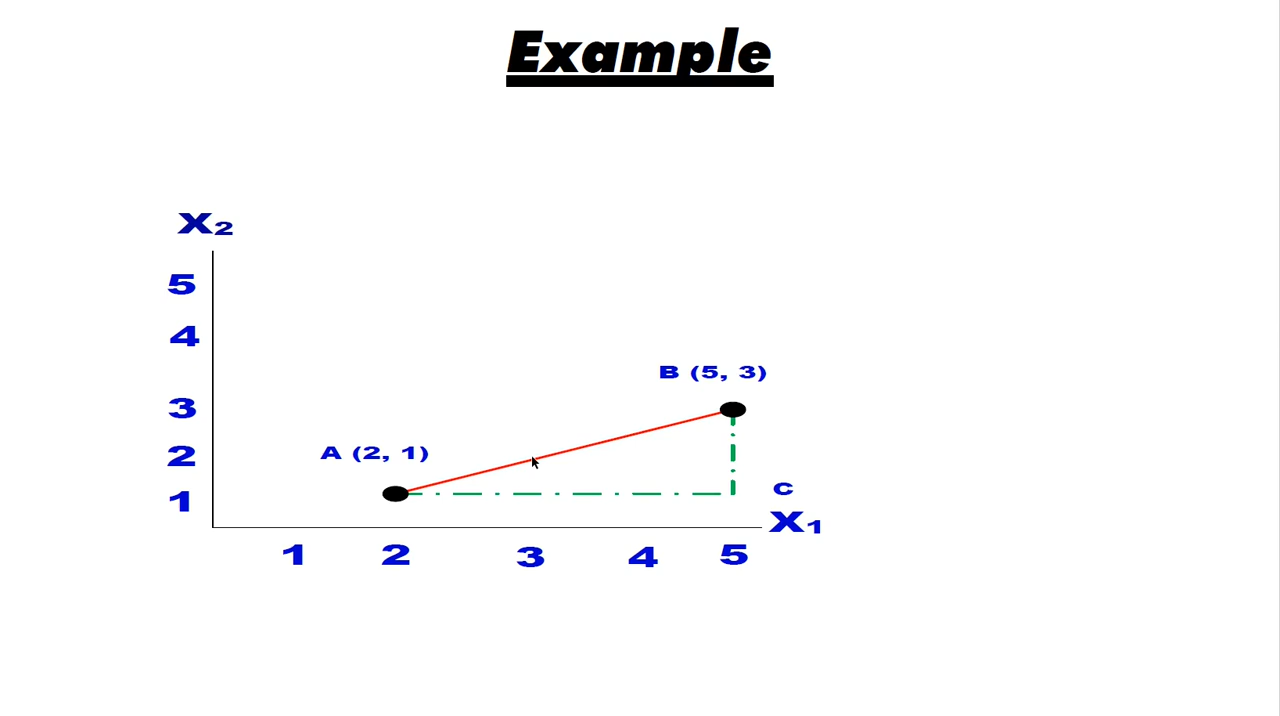 Example
X₂
5
4
B (5, 3)
3
A (2, 1)
2
C
1
X₁
1 2 3 4 5